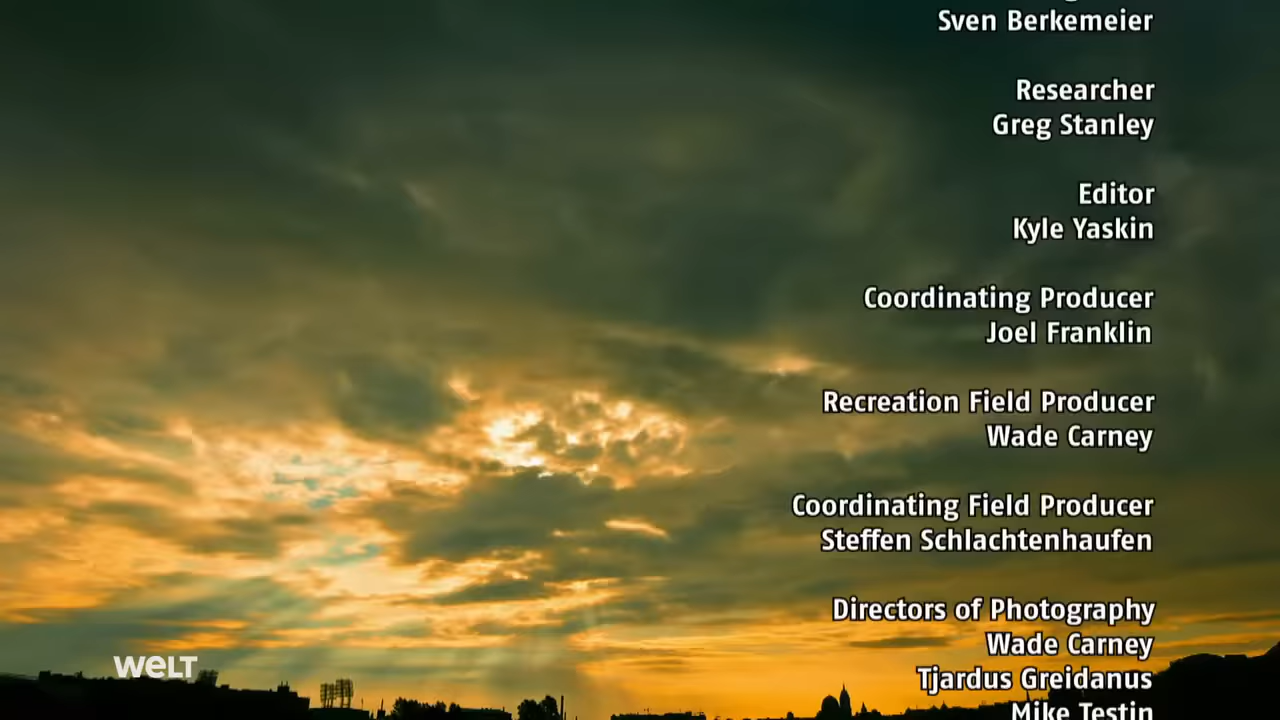 Sven Berkemeier
Researcher
Greg Stanley
Editor
Kyle Yaskin
Coordinating Producer
Joel Franklin
Recreation Field Producer
Wade Carney
Coordinating Field Producer
Steffen Schlachtenhaufen
Directors of Photography
Wade Carney
Tjardus Greidanus
Mike Testin
WELT